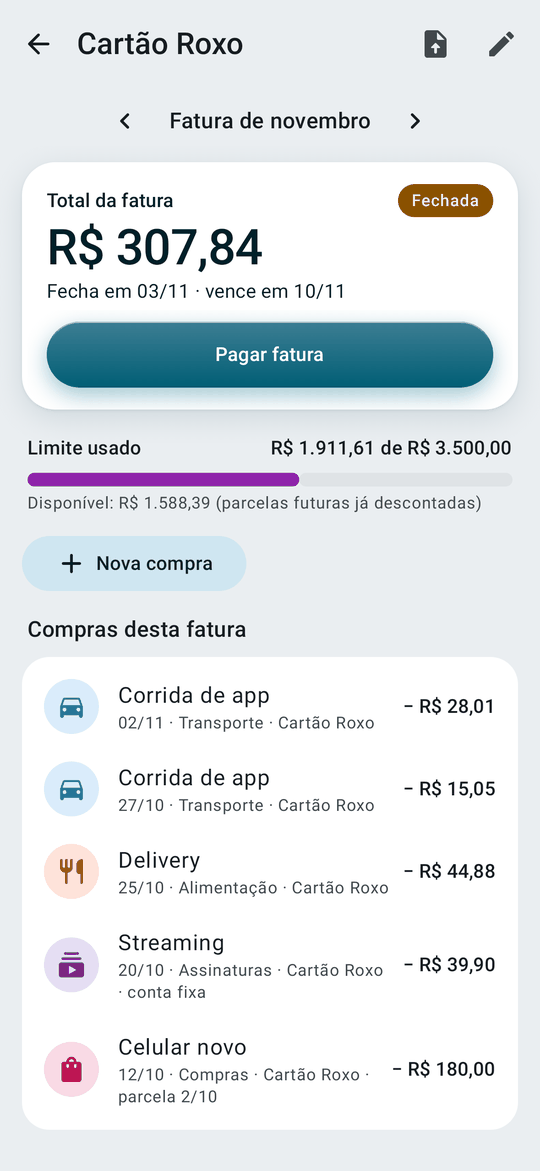 Cartão Roxo
Fatura de novembro
Total da fatura
Fechada
R$ 307,84
Fecha em 03/11 · vence em 10/11
Pagar fatura
Limite usado
R$ 1.911,61 de R$ 3.500,00
Disponível: R$ 1.588,39 (parcelas futuras já descontadas)
Nova compra
Compras desta fatura
Corrida de app
02/11 · Transporte · Cartão Roxo
− R$ 28,01
Corrida de app
27/10 · Transporte · Cartão Roxo
− R$ 15,05
Delivery
25/10 · Alimentação · Cartão Roxo
− R$ 44,88
Streaming
20/10 · Assinaturas · Cartão Roxo
· conta fixa
− R$ 39,90
Celular novo
12/10 · Compras · Cartão Roxo ·
parcela 2/10
− R$ 180,00